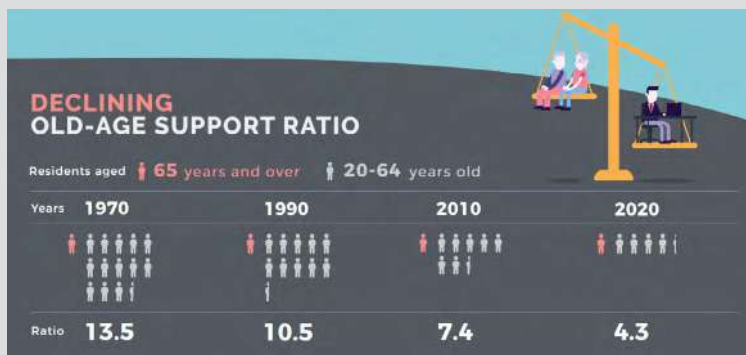 DECLINING
OLD-AGE SUPPORT RATIO
Residents aged 65 years and over 20-64 years old
Years 1970 1990 2010 2020
Ratio 13.5 10.5 7.4 4.3